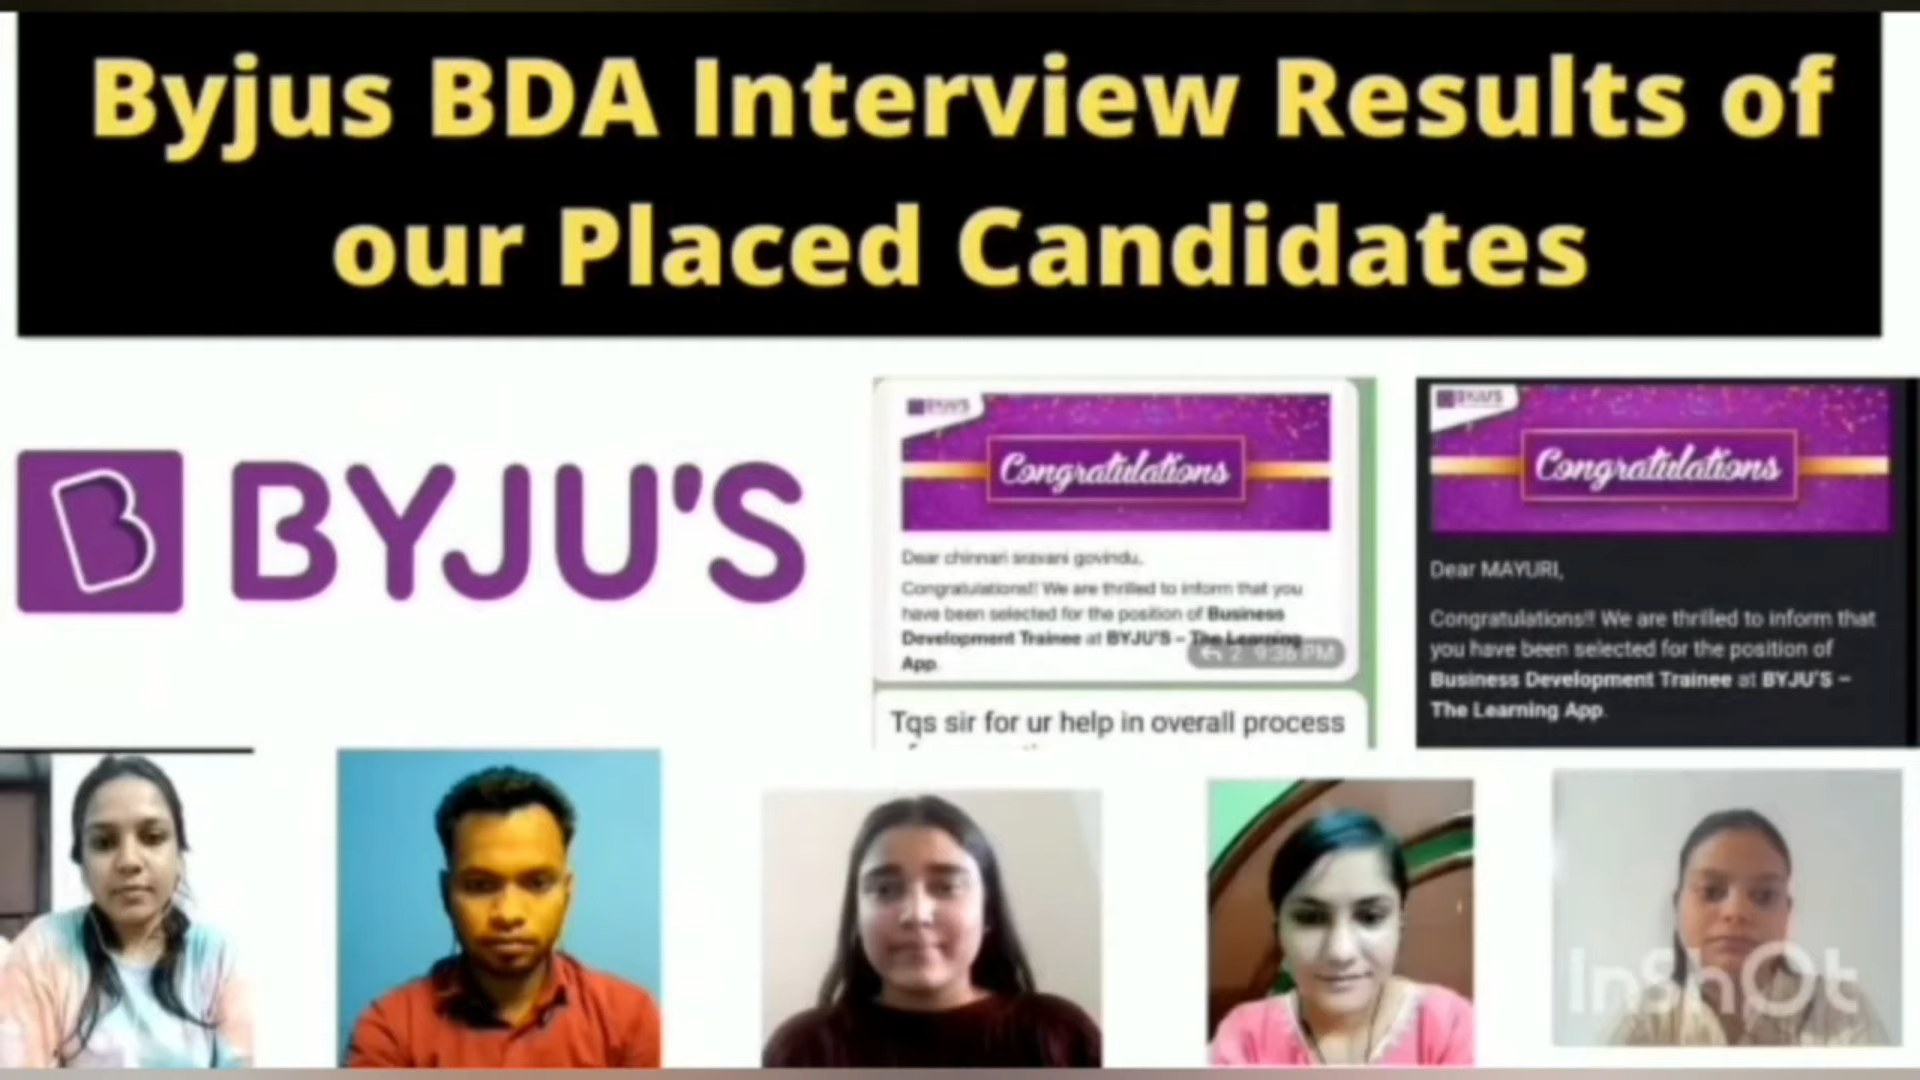 Byjus BDA Interview Results of
our Placed Candidates
BYJU'S
BYJU'S
Congratulations
Dear chinnari sravani govindu,
Congratulations!! We are thrilled to inform that you
have been selected for the position of Business
Development Trainee at BYJU'S – The Learning
App.
2 9:36 PM
Tqs sir for ur help in overall process
BYJU'S
Congratulations
Dear MAYURI,
Congratulations!! We are thrilled to inform that
you have been selected for the position of
Business Development Trainee at BYJU'S –
The Learning App.
InShOt